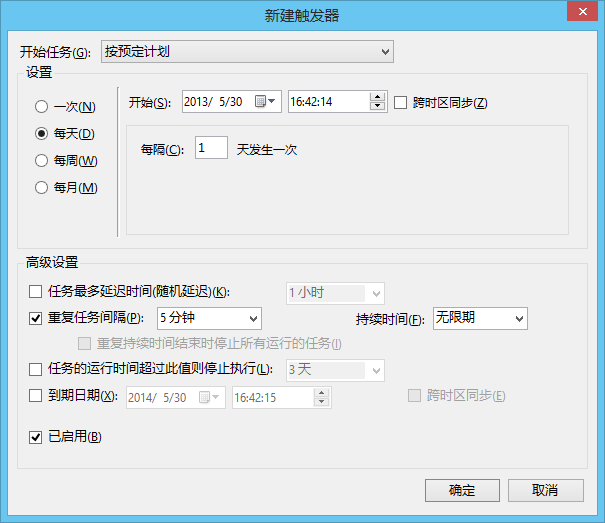 新建触发器
开始任务(G): 按预定计划
设置
一次(N)
每天(D)
每周(W)
每月(M)
开始(S): 2013/ 5/30 16:42:14 跨时区同步(Z)
每隔(C): 1 天发生一次
高级设置
任务最多延迟时间(随机延迟)(K): 1 小时
重复任务间隔(P): 5 分钟 持续时间(F): 无限期
重复持续时间结束时停止所有运行的任务(I)
任务的运行时间超过此值则停止执行(L): 3 天
到期日期(X): 2014/ 5/30 16:42:15 跨时区同步(E)
已启用(B)
确定 取消